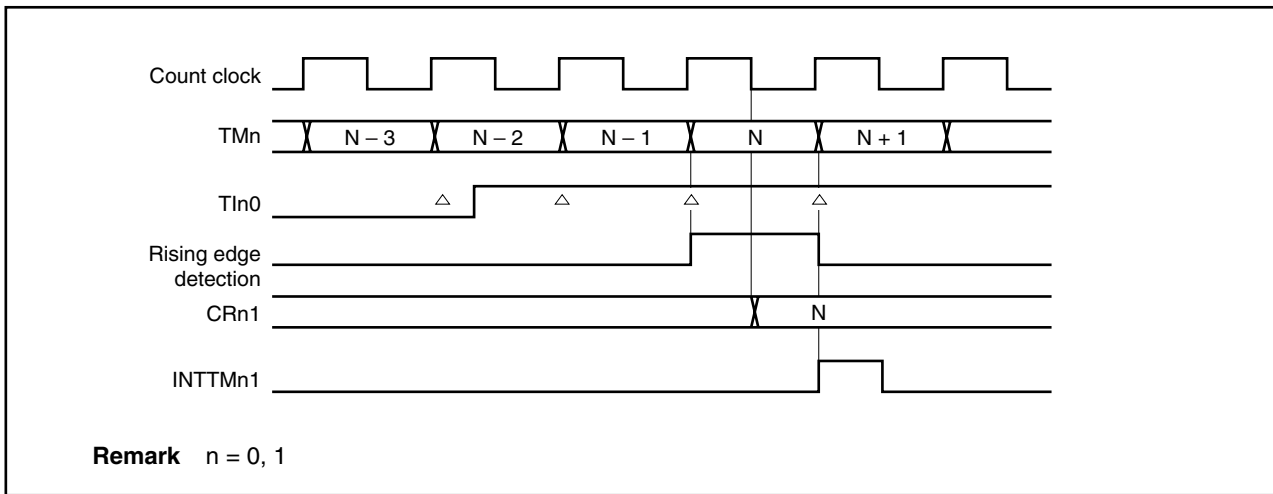 Count clock
TMn
N – 3
N – 2
N – 1
N
N + 1
TIn0
Rising edge
detection
CRn1
N
INTTMn1
Remark n = 0, 1